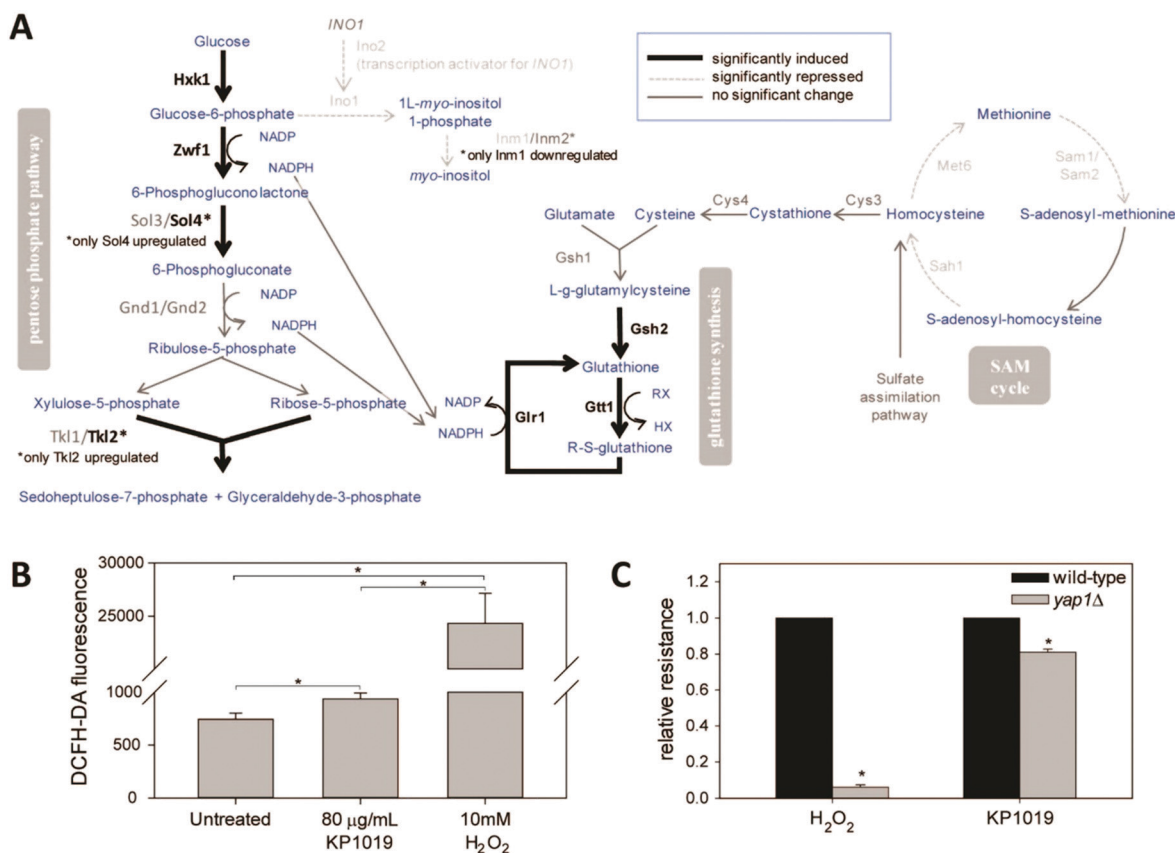 A
Glucose
Hxk1
Glucose-6-phosphate
Zwf1
NADP
NADPH
6-Phosphogluconolactone
Sol3/Sol4*
*only Sol4 upregulated
6-Phosphogluconate
Gnd1/Gnd2
NADP
NADPH
Ribulose-5-phosphate
Xylulose-5-phosphate
Ribose-5-phosphate
Tkl1/Tkl2*
*only Tkl2 upregulated
Sedoheptulose-7-phosphate + Glyceraldehyde-3-phosphate
pentose phosphate pathway
INO1
Ino2
(transcription activator for INO1)
Ino1
1L-myo-inositol
1-phosphate
Inm1/Inm2*
*only Inm1 downregulated
myo-inositol
significantly induced
significantly repressed
no significant change
Methionine
Met6
Sam1/
Sam2
Homocysteine
S-adenosyl-methionine
Sah1
S-adenosyl-homocysteine
SAM
cycle
Sulfate
assimilation
pathway
Cys3
Cystathione
Cys4
Cysteine
Glutamate
Gsh1
L-g-glutamylcysteine
Gsh2
Glutathione
Gtt1
RX
HX
R-S-glutathione
Glr1
NADP
NADPH
glutathione synthesis
B
DCFH-DA fluorescence
30000
25000
1000
500
0
*
*
*
Untreated
80 µg/mL
KP1019
10mM
H₂O₂
C
relative resistance
1.2
1.0
0.8
0.6
0.4
0.2
0.0
wild-type
yap1Δ
*
*
H₂O₂
KP1019